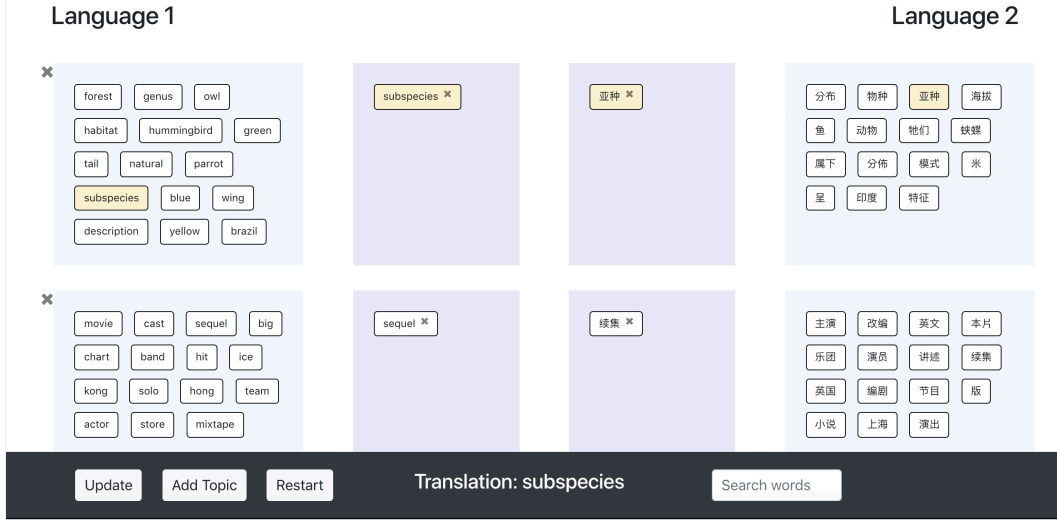 Language 1 Language 2
forest genus owl subspecies 亚种 分布 物种 亚种 海拔
habitat hummingbird green 鱼 动物 牠们 蛱蝶
tail natural parrot 属下 分佈 模式 米
subspecies blue wing 呈 印度 特征
description yellow brazil
movie cast sequel big sequel 续集 主演 改编 英文 本片
chart band hit ice 乐团 演员 讲述 续集
kong solo hong team 英国 编剧 节目 版
actor store mixtape 小说 上海 演出
Update Add Topic Restart Translation: subspecies Search words